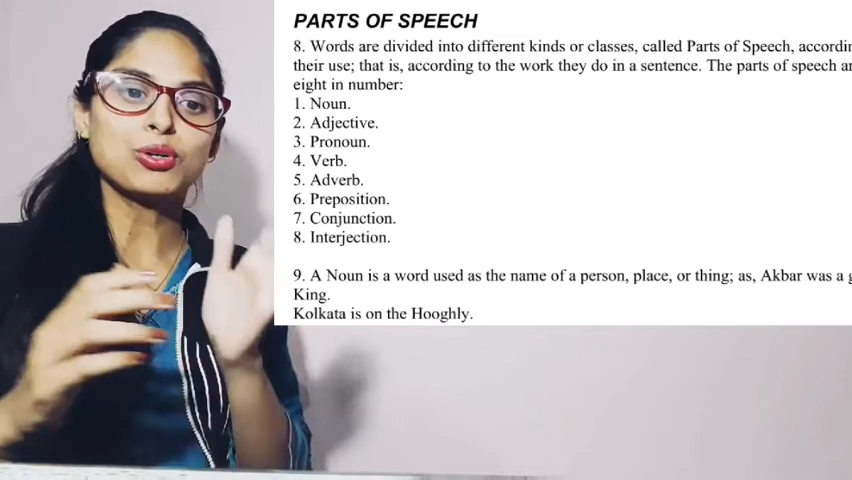 PARTS OF SPEECH
8. Words are divided into different kinds or classes, called Parts of Speech,
their use; that is, according to the work they do in a sentence. The parts of speech
eight in number:
1. Noun.
2. Adjective.
3. Pronoun.
4. Verb.
5. Adverb.
6. Preposition.
7. Conjunction.
8. Interjection.
9. A Noun is a word used as the name of a person, place, or thing; as, Akbar was a
King.
Kolkata is on the Hooghly.